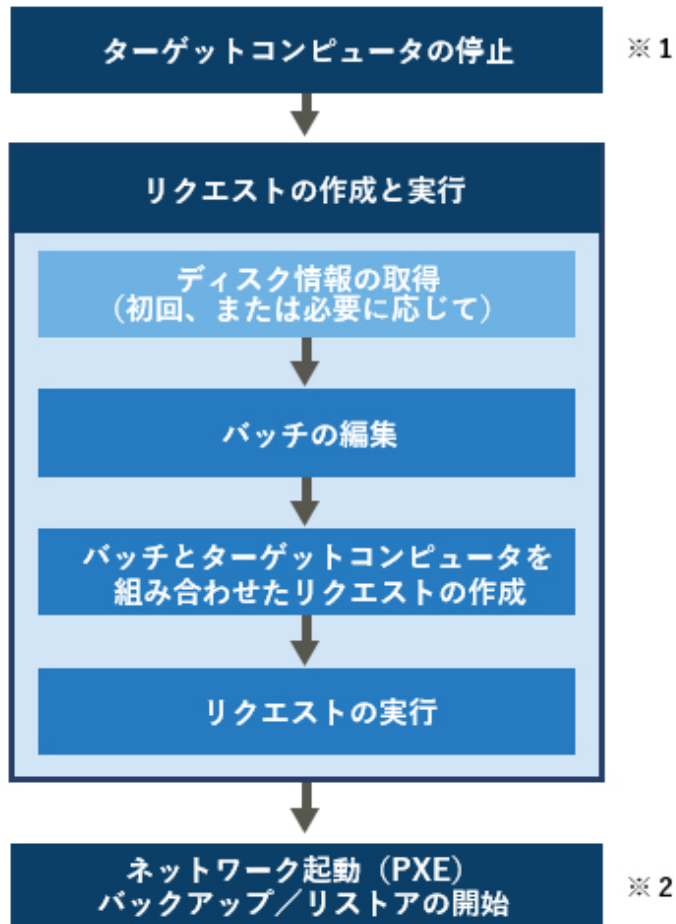 ターゲットコンピュータの停止 ※1
リクエストの作成と実行
ディスク情報の取得
（初回、または必要に応じて）
バッチの編集
バッチとターゲットコンピュータを
組み合わせたリクエストの作成
リクエストの実行
ネットワーク起動（PXE）
バックアップ／リストアの開始 ※2